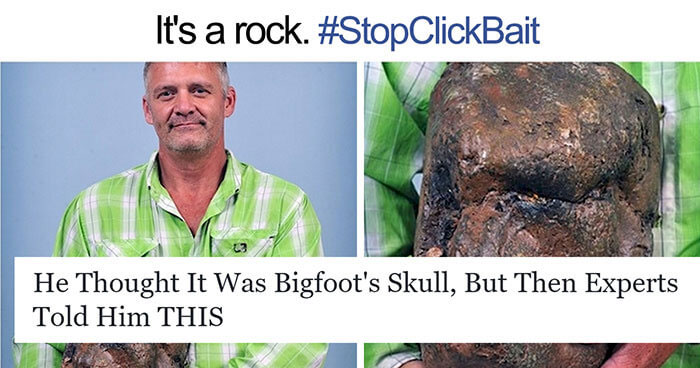 It's a rock. #StopClickBait
He Thought It Was Bigfoot's Skull, But Then Experts
Told Him THIS